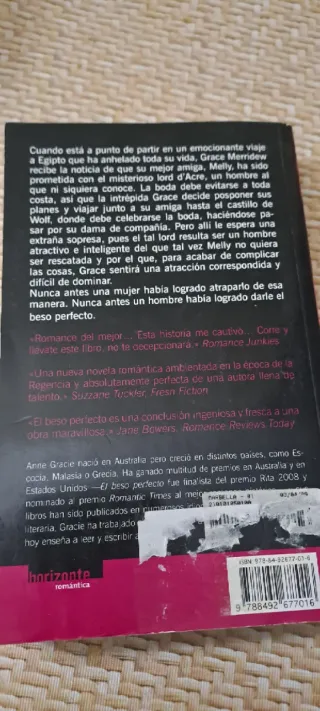 Cuando está a punto de partir en un emocionante viaje
a Egipto que ha anhelado toda su vida, Grace Merridew
recibe la noticia de que su mejor amiga, Melly, ha sido
prometida con el misterioso lord d'Acre, un hombre al
que ni siquiera conoce. La boda debe evitarse a toda
costa, así que la intrépida Grace decide posponer sus
planes y viajar junto a su amiga hasta el castillo de
Wolf, donde debe celebrarse la boda, haciéndose pa-
sar por su dama de compañía. Pero allí le espera una
extraña sopresa, pues el tal lord resulta ser un hombre
atractivo e inteligente del que tal vez Melly no quiera
ser rescatada y por el que, para acabar de complicar
las cosas, Grace sentirá una atracción correspondida y
difícil de dominar.
Nunca antes una mujer había logrado atraparlo de esa
manera. Nunca antes un hombre había logrado darle el
beso perfecto.
«Romance del mejor... Esta historia me cautivó... Corre y
llévate este libro, no te decepcionará.» Romance Junkies
«Una nueva novela romántica ambientada en la época de la
Regencia y absolutamente perfecta de una autora llena de
talento.» Suzzane Tuckler, Fresh Fiction
«El beso perfecto es una conclusión ingeniosa y fresca a una
obra maravillosa.» Jane Bowers, Romance Reviews Today
Anne Gracie nació en Australia pero creció en distintos países, como Es-
cocia, Malasia o Grecia. Ha ganado multitud de premios en Australia y en
Estados Unidos —El beso perfecto fue finalista del premio Rita 2008 y
nominado al premio Romantic Times al mejor
libros han sido publicados en numerosos
literaria. Gracie ha trabajado
hoy enseña a leer y escribir a
MARBELLA - 01
horizonte
romántica
ISBN: 978-84-92677-01-6
9 788492 677016